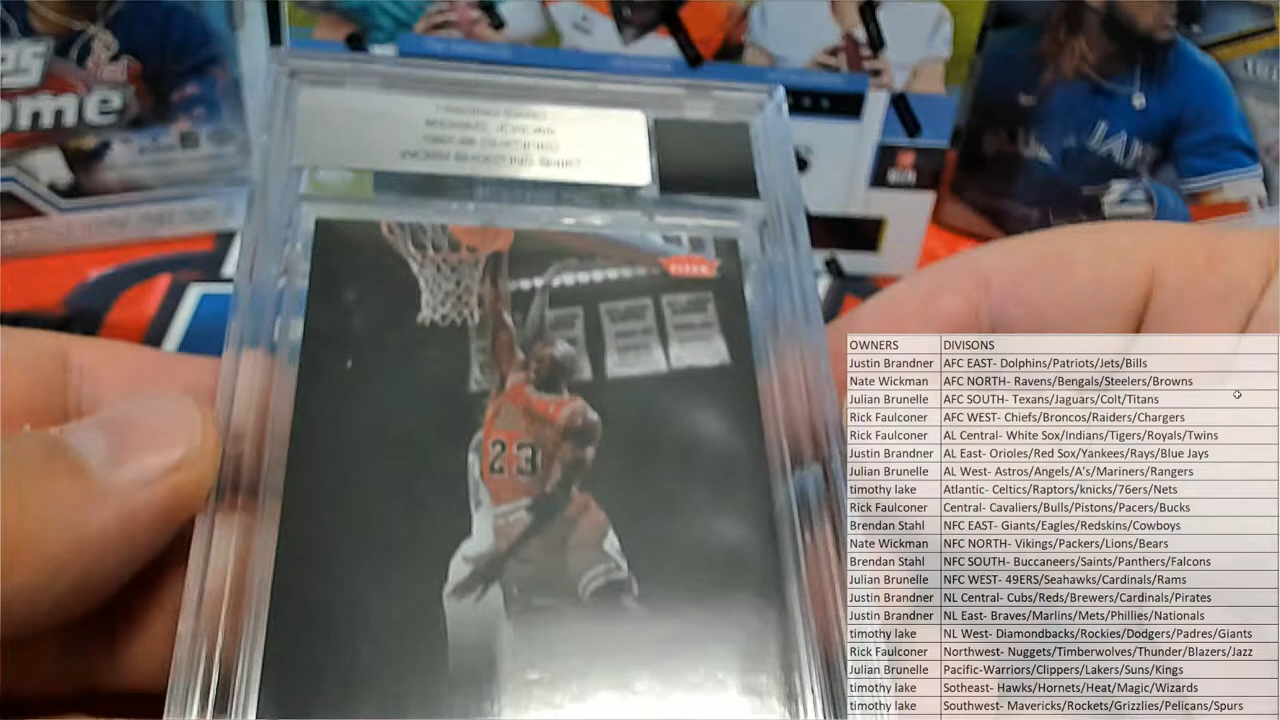 ome
MICHAEL JORDAN
FLEER
23
JAYS
OWNERS DIVISONS
Justin Brandner AFC EAST- Dolphins/Patriots/Jets/Bills
Nate Wickman AFC NORTH- Ravens/Bengals/Steelers/Browns
Julian Brunelle AFC SOUTH- Texans/Jaguars/Colt/Titans
Rick Faulconer AFC WEST- Chiefs/Broncos/Raiders/Chargers
Rick Faulconer AL Central- White Sox/Indians/Tigers/Royals/Twins
Justin Brandner AL East- Orioles/Red Sox/Yankees/Rays/Blue Jays
Julian Brunelle AL West- Astros/Angels/A's/Mariners/Rangers
timothy lake Atlantic- Celtics/Raptors/knicks/76ers/Nets
Rick Faulconer Central- Cavaliers/Bulls/Pistons/Pacers/Bucks
Brendan Stahl NFC EAST- Giants/Eagles/Redskins/Cowboys
Nate Wickman NFC NORTH- Vikings/Packers/Lions/Bears
Brendan Stahl NFC SOUTH- Buccaneers/Saints/Panthers/Falcons
Julian Brunelle NFC WEST- 49ERS/Seahawks/Cardinals/Rams
Justin Brandner NL Central- Cubs/Reds/Brewers/Cardinals/Pirates
Justin Brandner NL East- Braves/Marlins/Mets/Phillies/Nationals
timothy lake NL West- Diamondbacks/Rockies/Dodgers/Padres/Giants
Rick Faulconer Northwest- Nuggets/Timberwolves/Thunder/Blazers/Jazz
Julian Brunelle Pacific-Warriors/Clippers/Lakers/Suns/Kings
timothy lake Sotheast- Hawks/Hornets/Heat/Magic/Wizards
timothy lake Southwest- Mavericks/Rockets/Grizzlies/Pelicans/Spurs